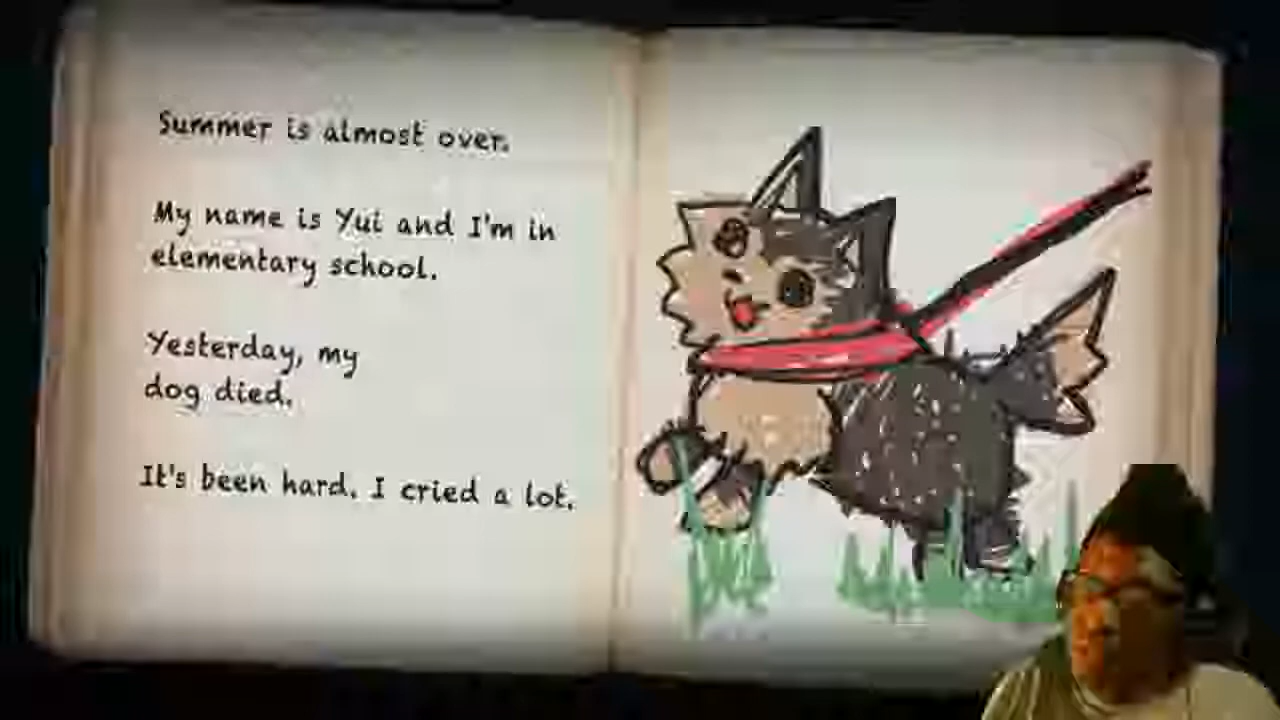 Summer is almost over.
My name is Yui and I'm in
elementary school.
Yesterday, my
dog died.
It's been hard. I cried a lot.